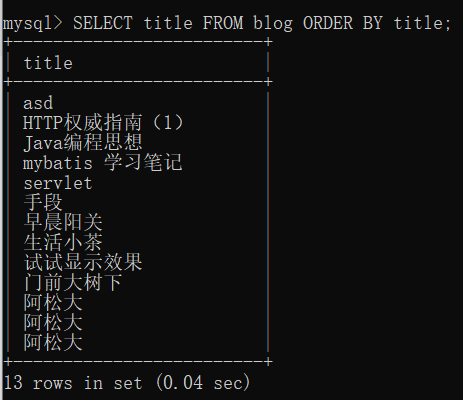 mysql> SELECT title FROM blog ORDER BY title;
+-------------------------+
| title                   |
+-------------------------+
| asd                     |
| HTTP权威指南（1）       |
| Java编程思想            |
| mybatis 学习笔记        |
| servlet                 |
| 手段                    |
| 早晨阳关                |
| 生活小茶                |
| 试试显示效果            |
| 门前大树下              |
| 阿松大                  |
| 阿松大                  |
| 阿松大                  |
+-------------------------+
13 rows in set (0.04 sec)